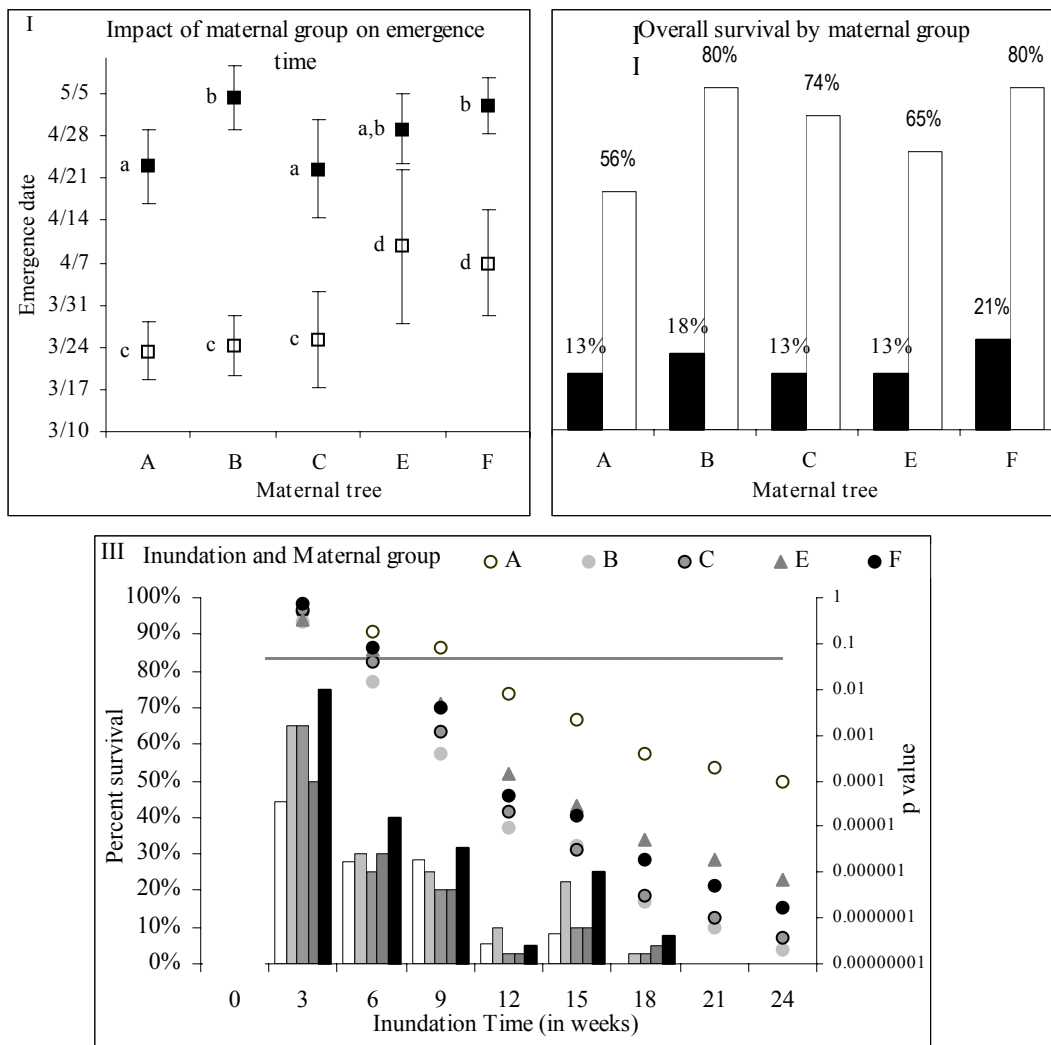 I
Impact of maternal group on emergence
time
Emergence date
5/5
4/28
4/21
4/14
4/7
3/31
3/24
3/17
3/10
a
b
a
a,b
b
c
c
c
d
d
A B C E F
Maternal tree
I
I
Overall survival by maternal group
56%
80%
74%
65%
80%
13%
18%
13%
13%
21%
A B C E F
Maternal tree
III Inundation and Maternal group
A B C E F
Percent survival
100%
90%
80%
70%
60%
50%
40%
30%
20%
10%
0%
p value
1
0.1
0.01
0.001
0.0001
0.00001
0.000001
0.0000001
0.00000001
0 3 6 9 12 15 18 21 24
Inundation Time (in weeks)